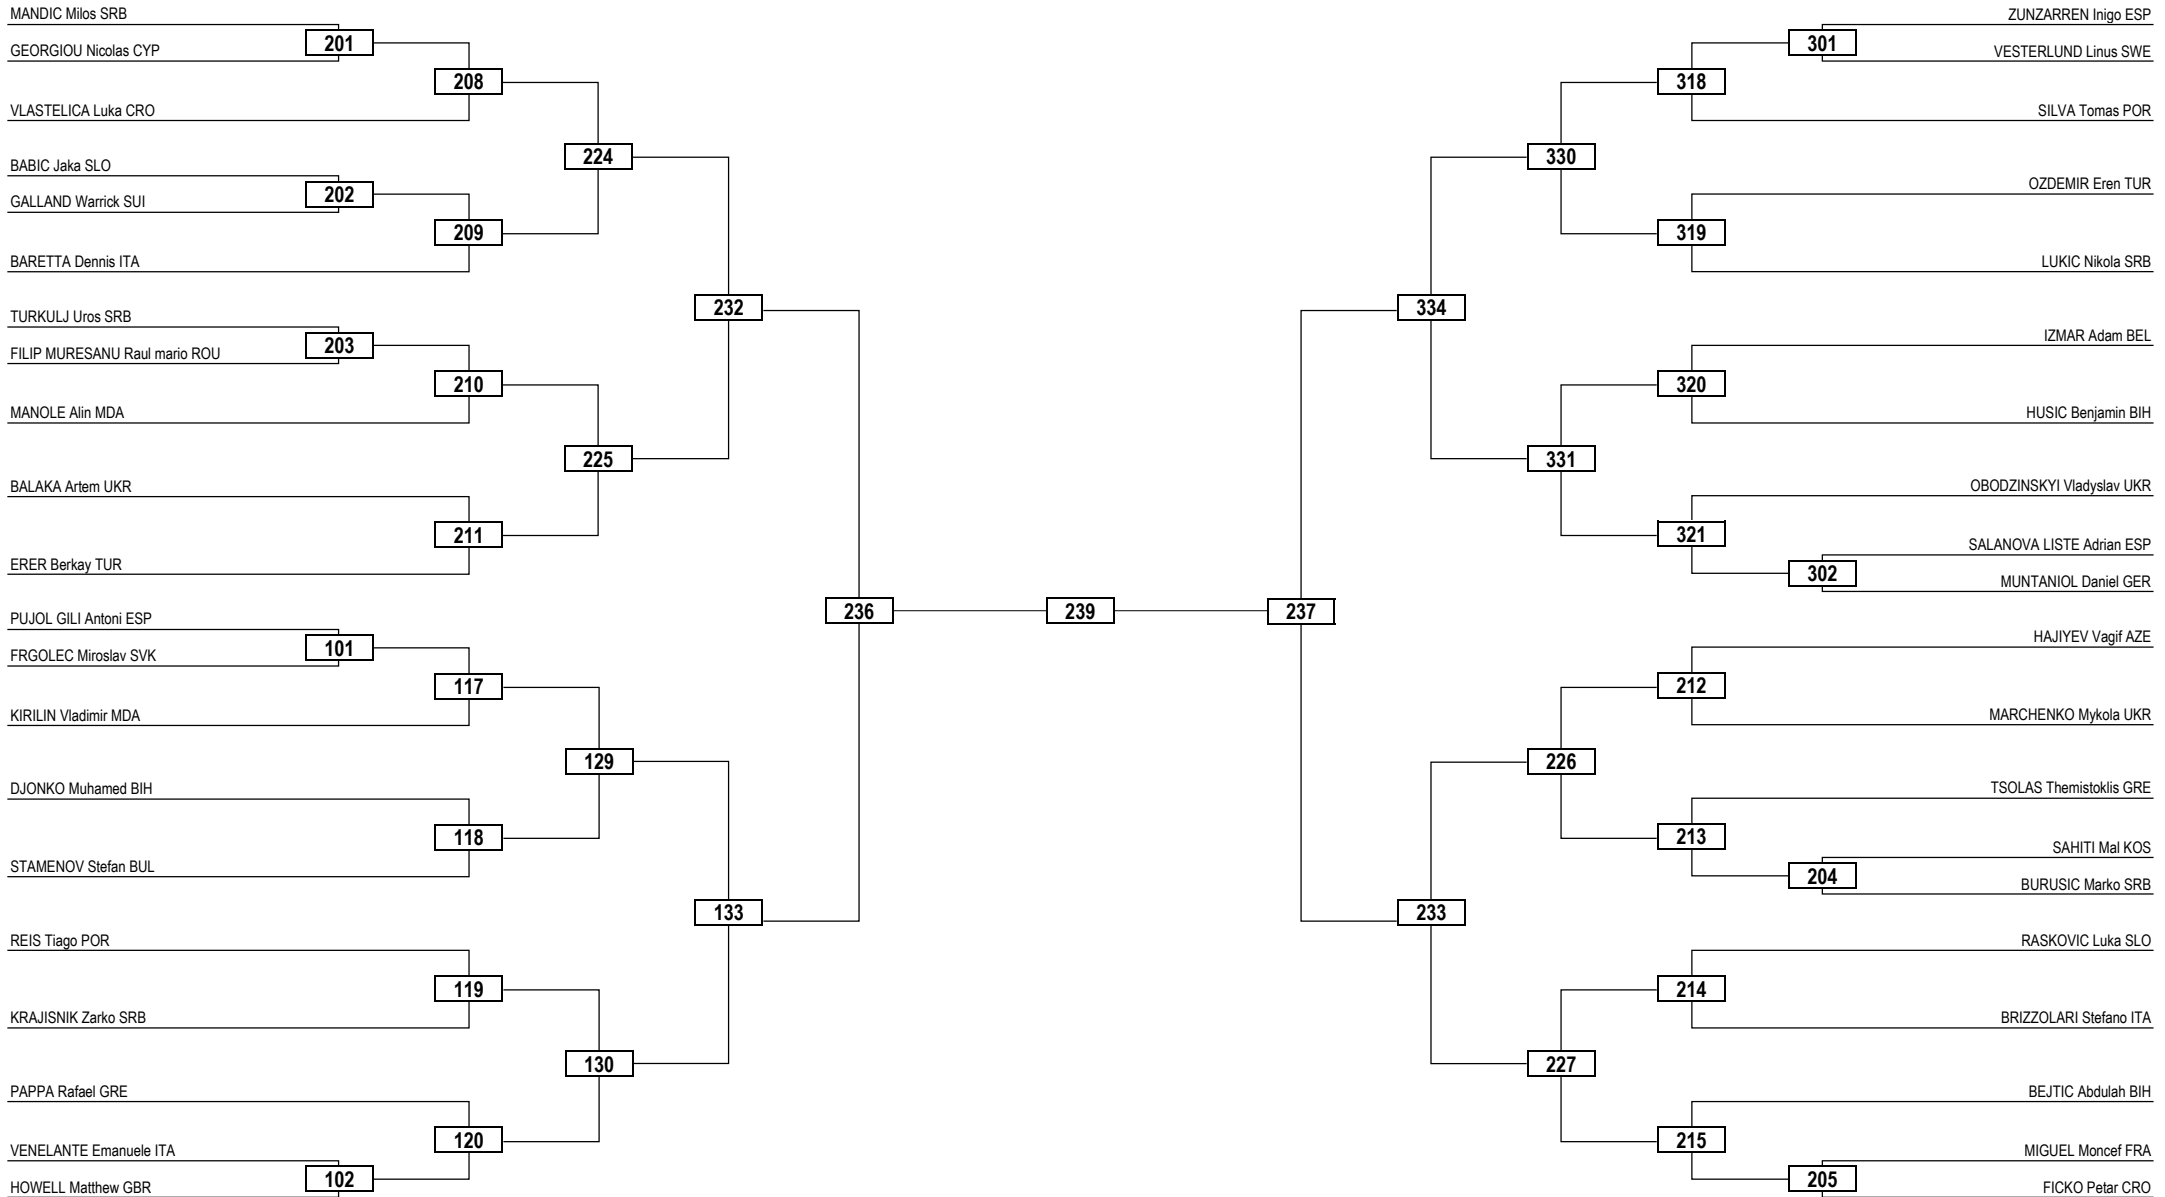 MANDIC Milos SRB
201
GEORGIOU Nicolas CYP
208
VLASTELICA Luka CRO
224
BABIC Jaka SLO
202
GALLAND Warrick SUI
209
BARETTA Dennis ITA
232
TURKULJ Uros SRB
203
FILIP MURESANU Raul mario ROU
210
MANOLE Alin MDA
225
BALAKA Artem UKR
211
ERER Berkay TUR
236
PUJOL GILI Antoni ESP
101
FRGOLEC Miroslav SVK
117
KIRILIN Vladimir MDA
129
DJONKO Muhamed BIH
118
STAMENOV Stefan BUL
133
REIS Tiago POR
119
KRAJISNIK Zarko SRB
130
PAPPA Rafael GRE
120
VENELANTE Emanuele ITA
102
HOWELL Matthew GBR
239
ZUNZARREN Inigo ESP
301
VESTERLUND Linus SWE
318
SILVA Tomas POR
330
OZDEMIR Eren TUR
319
LUKIC Nikola SRB
334
IZMAR Adam BEL
320
HUSIC Benjamin BIH
331
OBODZINSKYI Vladyslav UKR
321
SALANOVA LISTE Adrian ESP
302
MUNTANIOL Daniel GER
237
HAJIYEV Vagif AZE
212
MARCHENKO Mykola UKR
226
TSOLAS Themistoklis GRE
213
SAHITI Mal KOS
204
BURUSIC Marko SRB
233
RASKOVIC Luka SLO
214
BRIZZOLARI Stefano ITA
227
BEJTIC Abdulah BIH
215
MIGUEL Moncef FRA
205
FICKO Petar CRO